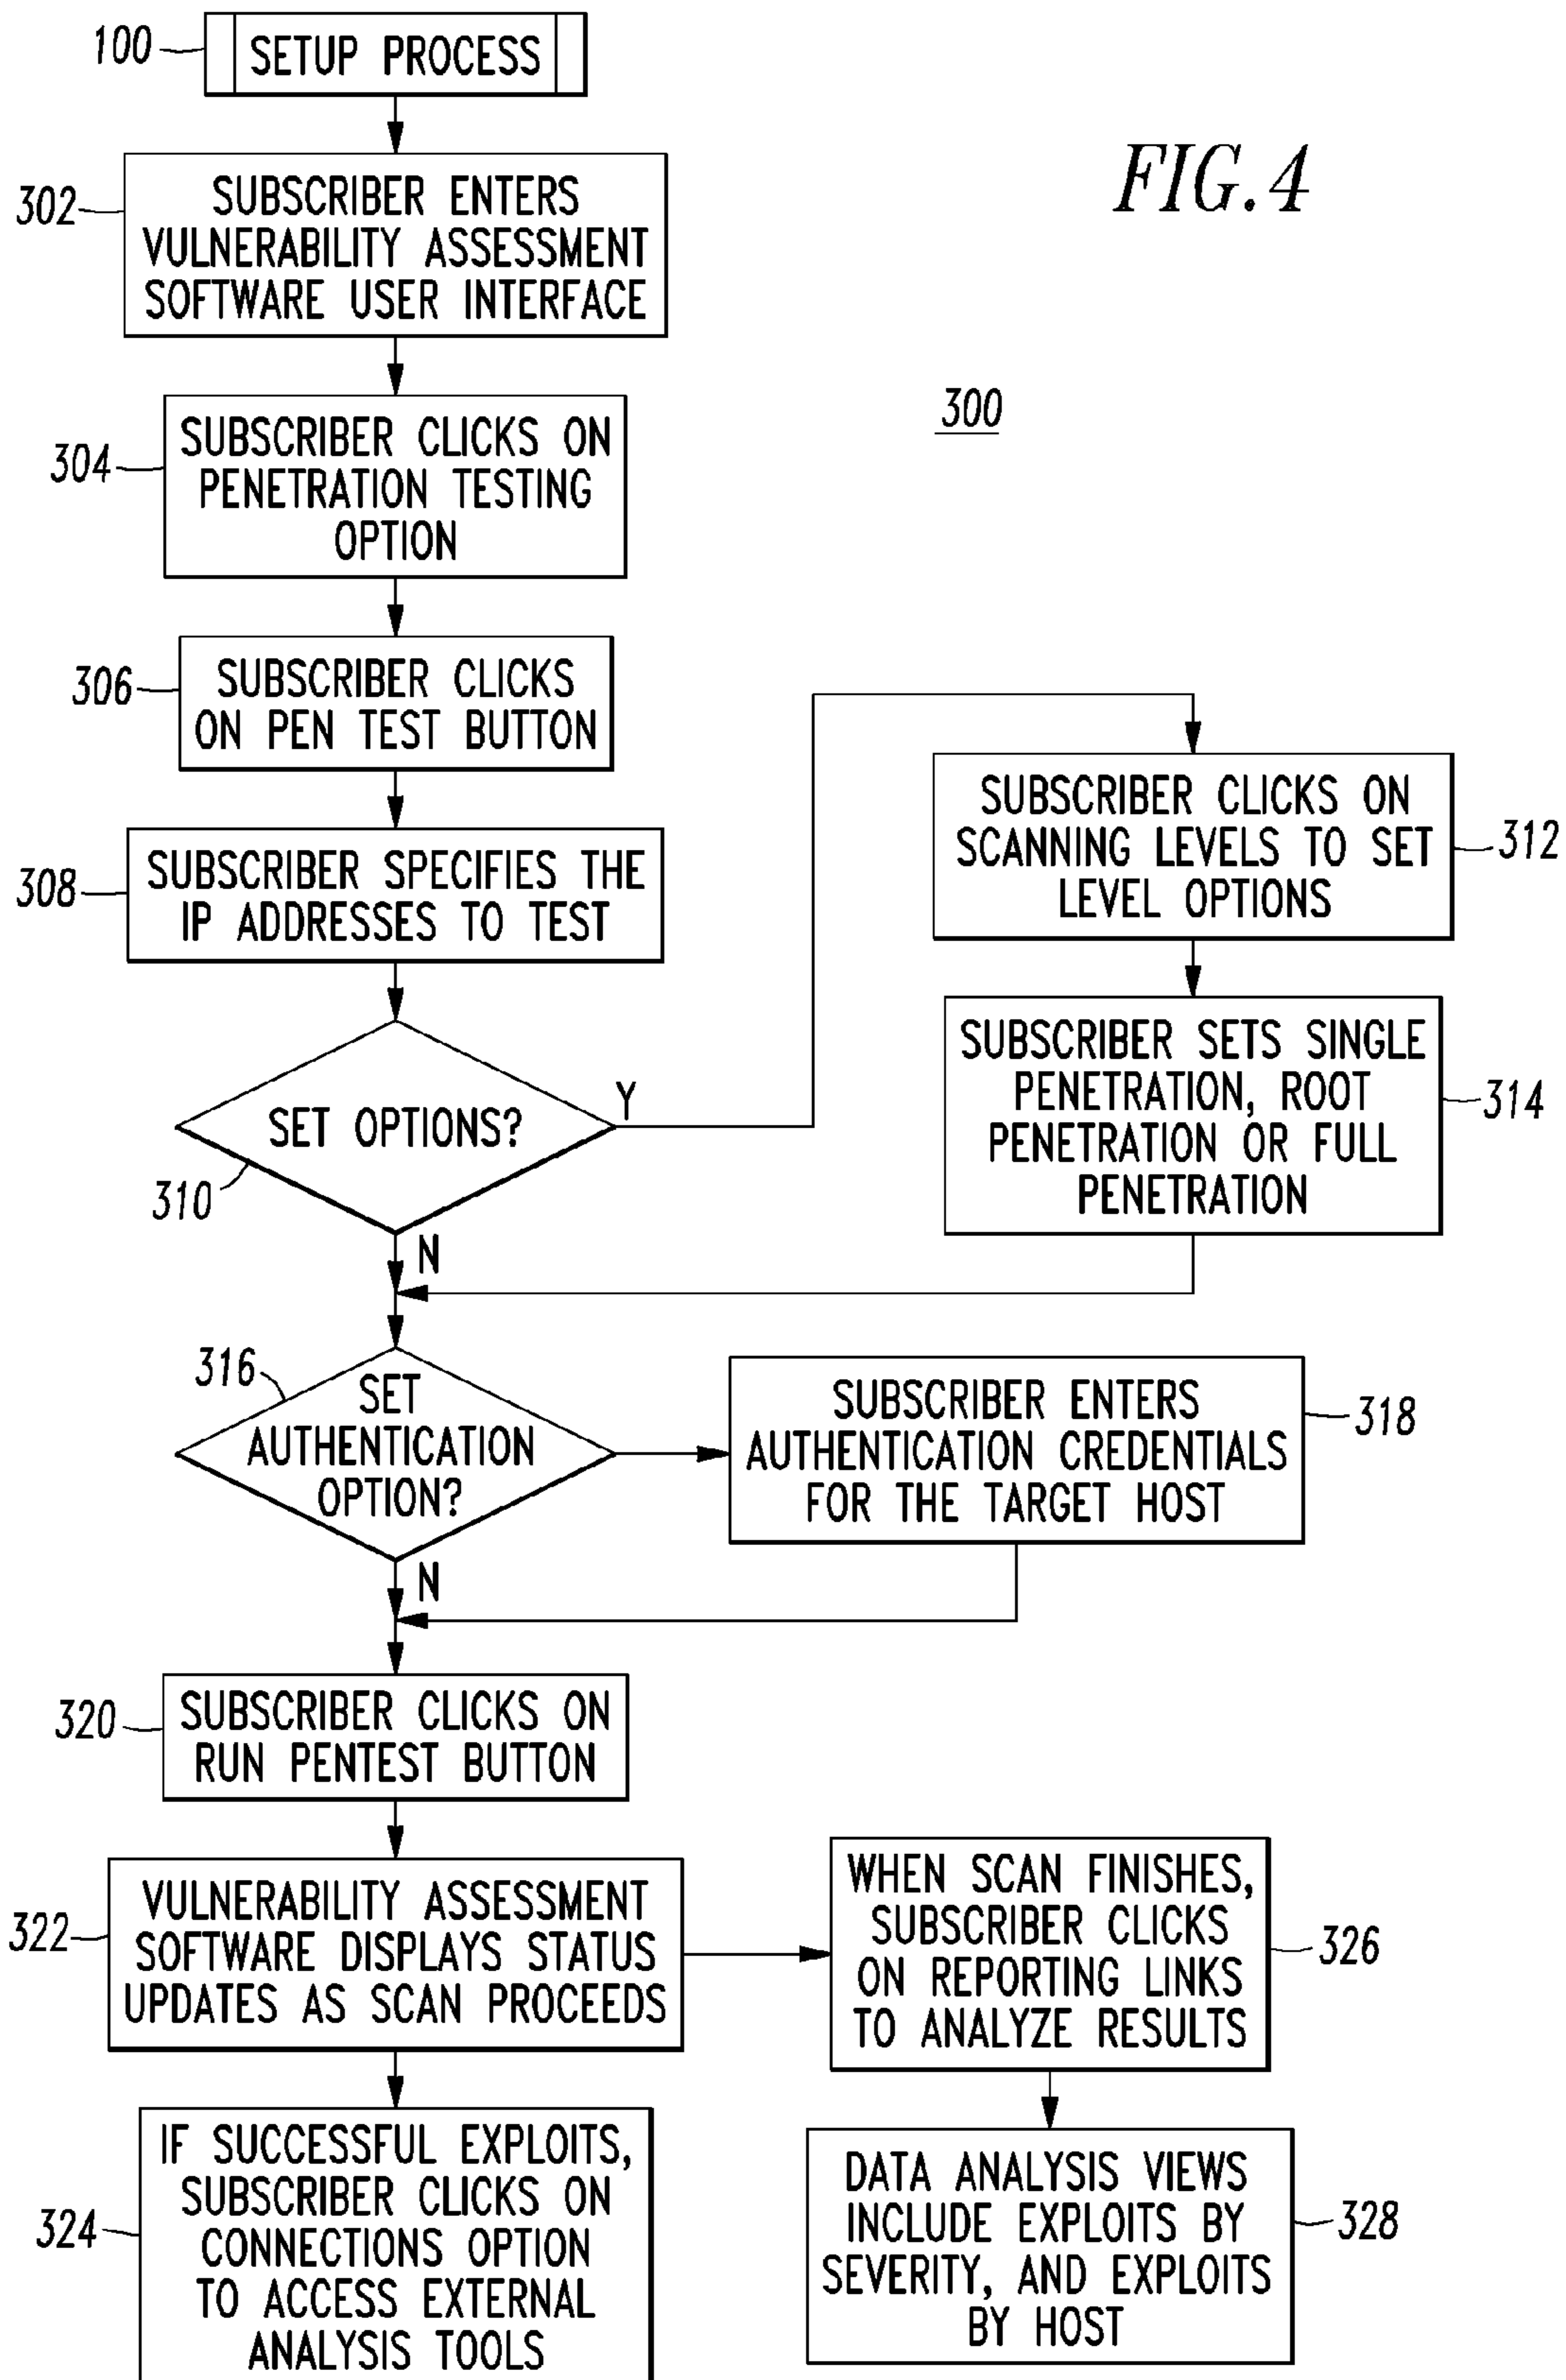 100
SETUP PROCESS
FIG.4
302
SUBSCRIBER ENTERS
VULNERABILITY ASSESSMENT
SOFTWARE USER INTERFACE
300
304
SUBSCRIBER CLICKS ON
PENETRATION TESTING
OPTION
306
SUBSCRIBER CLICKS
ON PEN TEST BUTTON
308
SUBSCRIBER SPECIFIES THE
IP ADDRESSES TO TEST
310
SET OPTIONS?
Y
N
SUBSCRIBER CLICKS ON
SCANNING LEVELS TO SET
LEVEL OPTIONS
312
SUBSCRIBER SETS SINGLE
PENETRATION, ROOT
PENETRATION OR FULL
PENETRATION
314
316
SET
AUTHENTICATION
OPTION?
N
SUBSCRIBER ENTERS
AUTHENTICATION CREDENTIALS
FOR THE TARGET HOST
318
320
SUBSCRIBER CLICKS ON
RUN PENTEST BUTTON
322
VULNERABILITY ASSESSMENT
SOFTWARE DISPLAYS STATUS
UPDATES AS SCAN PROCEEDS
WHEN SCAN FINISHES,
SUBSCRIBER CLICKS
ON REPORTING LINKS
TO ANALYZE RESULTS
326
324
IF SUCCESSFUL EXPLOITS,
SUBSCRIBER CLICKS ON
CONNECTIONS OPTION
TO ACCESS EXTERNAL
ANALYSIS TOOLS
DATA ANALYSIS VIEWS
INCLUDE EXPLOITS BY
SEVERITY, AND EXPLOITS
BY HOST
328